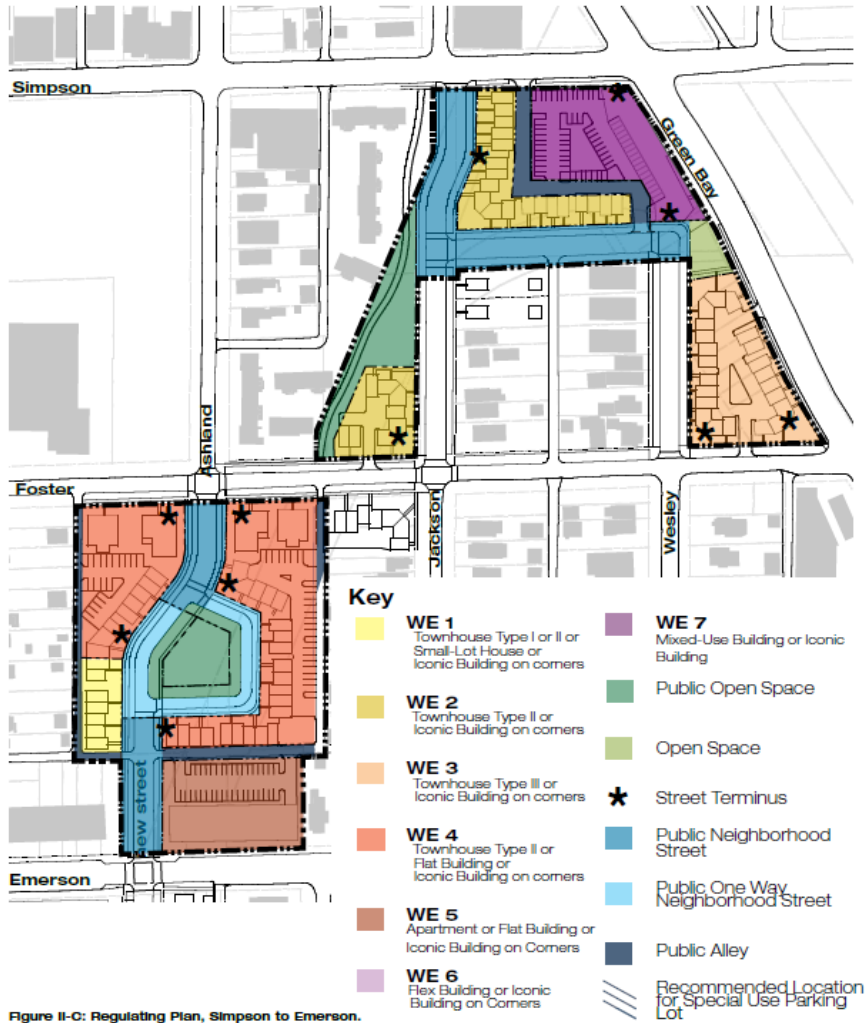 Simpson
Green Bay
Ashland
Foster
Jackson
Wesley
new street
Emerson
Key
WE 1
Townhouse Type I or II or
Small-Lot House or
Iconic Building on corners
WE 2
Townhouse Type II or
Iconic Building on corners
WE 3
Townhouse Type III or
Iconic Building on corners
WE 4
Townhouse Type II or
Flat Building or
Iconic Building on corners
WE 5
Apartment or Flat Building or
Iconic Building on Corners
WE 6
Flex Building or Iconic
Building on Corners
WE 7
Mixed-Use Building or Iconic
Building
Public Open Space
Open Space
Street Terminus
Public Neighborhood
Street
Public One Way
Neighborhood Street
Public Alley
Recommended Location
for Special Use Parking
Lot
Figure II-C: Regulating Plan, Simpson to Emerson.